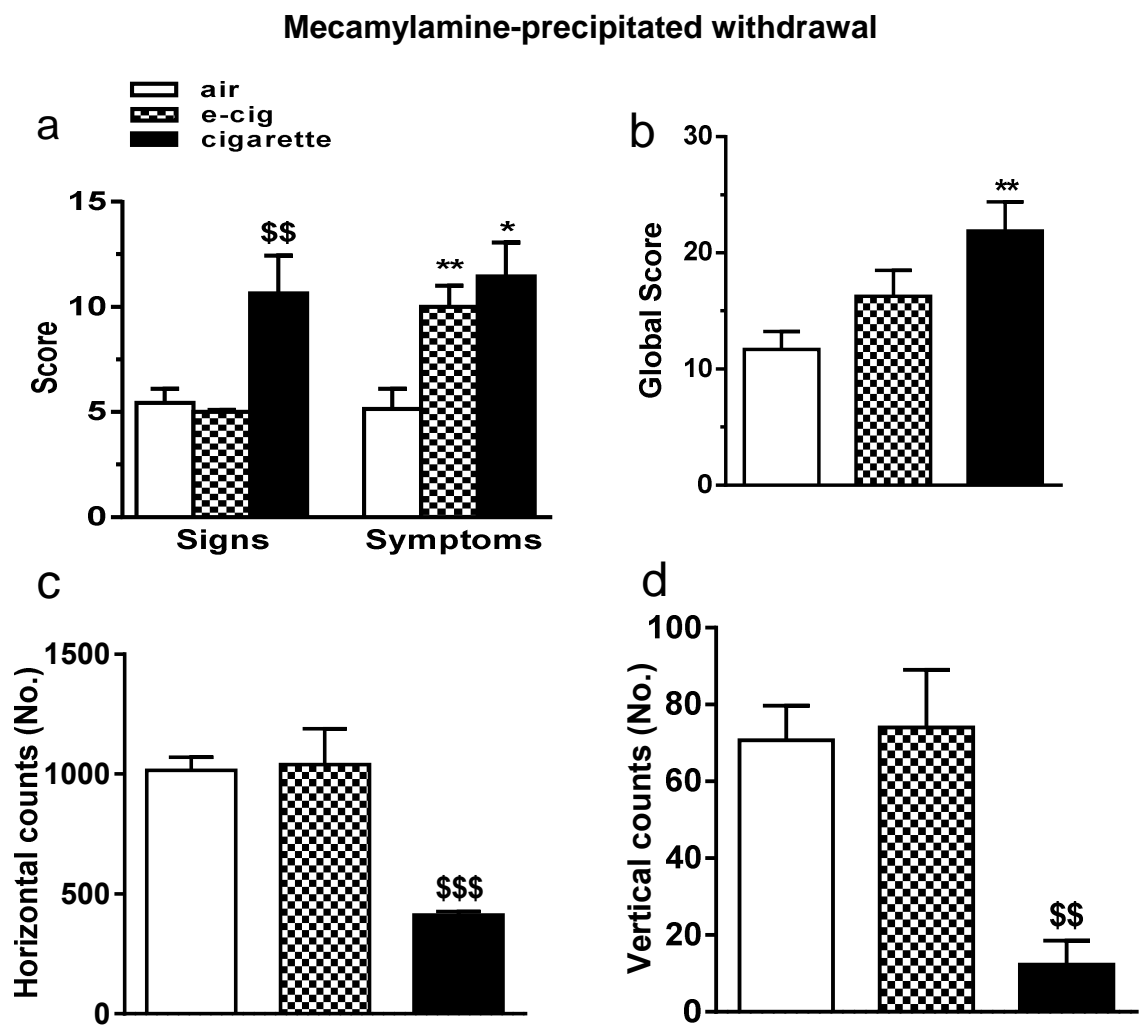 Mecamylamine-precipitated withdrawal
air
e-cig
cigarette
a
15
10
5
0
Score
$$
**
*
Signs
Symptoms
b
30
20
10
0
Global Score
**
c
1500
1000
500
0
Horizontal counts (No.)
$$$
d
100
80
60
40
20
0
Vertical counts (No.)
$$